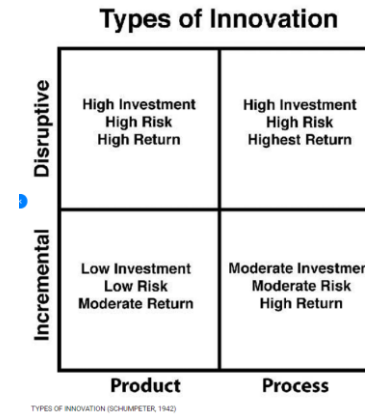 Types of Innovation
Disruptive
High Investment
High Risk
High Return
High Investment
High Risk
Highest Return
Incremental
Low Investment
Low Risk
Moderate Return
Moderate Investmen
Moderate Risk
High Return
Product
Process
TYPES OF INNOVATION (SCHUMPETER, 1942)